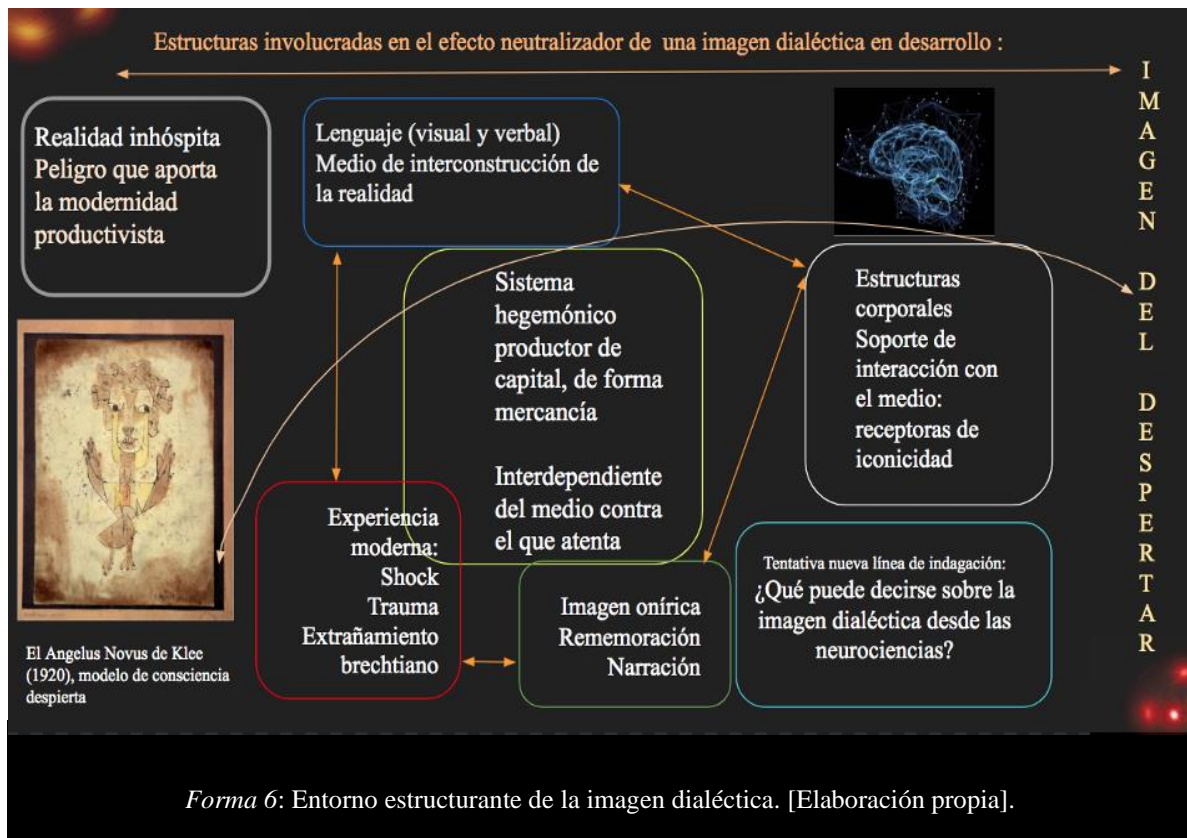 Estructuras involucradas en el efecto neutralizador de una imagen dialéctica en desarrollo :
Realidad inhóspita
Peligro que aporta
la modernidad
productivista
Lenguaje (visual y verbal)
Medio de interconstrucción de
la realidad
Sistema
hegemónico
productor de
capital, de forma
mercancía
Interdependiente
del medio contra
el que atenta
Estructuras
corporales
Soporte de
interacción con
el medio:
receptoras de
iconicidad
Experiencia
moderna:
Shock
Trauma
Extrañamiento
brechtiano
Imagen onírica
Rememoración
Narración
Tentativa nueva línea de indagación:
¿Qué puede decirse sobre la
imagen dialéctica desde las
neurociencias?
El Angelus Novus de Klee
(1920), modelo de consciencia
despierta
IMAGEN DEL DESPERTAR
Forma 6: Entorno estructurante de la imagen dialéctica. [Elaboración propia].